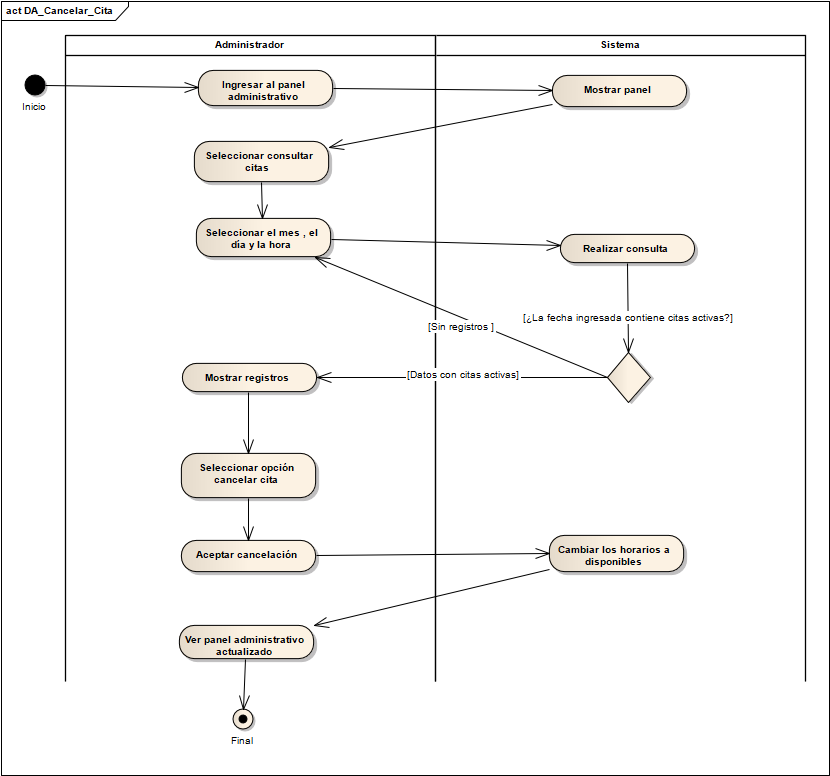 act DA_Cancelar_Cita
Administrador
Sistema
Inicio
Ingresar al panel
administrativo
Mostrar panel
Seleccionar consultar
citas
Seleccionar el mes , el
día y la hora
Realizar consulta
[¿La fecha ingresada contiene citas activas?]
[Sin registros ]
Mostrar registros
[Datos con citas activas]
Seleccionar opción
cancelar cita
Aceptar cancelación
Cambiar los horarios a
disponibles
Ver panel administrativo
actualizado
Final